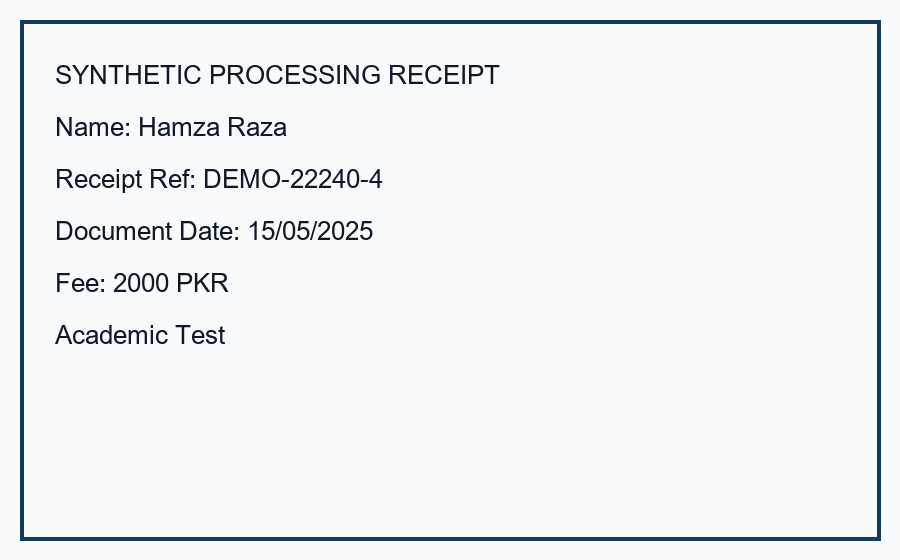 SYNTHETIC PROCESSING RECEIPT
Name: Hamza Raza
Receipt Ref: DEMO-22240-4
Document Date: 15/05/2025
Fee: 2000 PKR
Academic Test